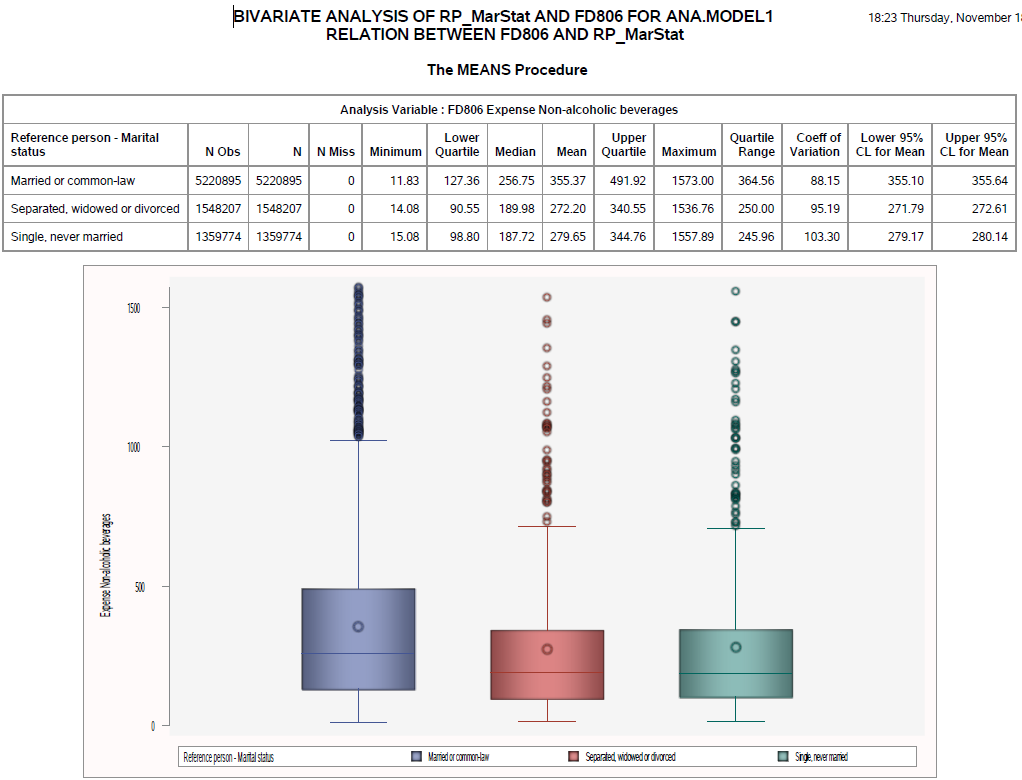 BIVARIATE ANALYSIS OF RP_MarStat AND FD806 FOR ANA.MODEL1
18:23 Thursday, November
RELATION BETWEEN FD806 AND RP_MarStat
The MEANS Procedure
Analysis Variable : FD806 Expense Non-alcoholic beverages
Reference person - Marital status N Obs N N Miss Minimum Lower Quartile Median Mean Upper Quartile Maximum Quartile Range Coeff of Variation Lower 95% CL for Mean Upper 95% CL for Mean
Married or common-law 5220895 5220895 0 11.83 127.36 256.75 355.37 491.92 1573.00 364.56 88.15 355.10 355.64
Separated, widowed or divorced 1548207 1548207 0 14.08 90.55 189.98 272.20 340.55 1536.76 250.00 95.19 271.79 272.61
Single, never married 1359774 1359774 0 15.08 98.80 187.72 279.65 344.76 1557.89 245.96 103.30 279.17 280.14
1500
1000
500
0
Expense Non-alcoholic beverages
Reference person - Marital status Married or common-law Separated, widowed or divorced Single, never married